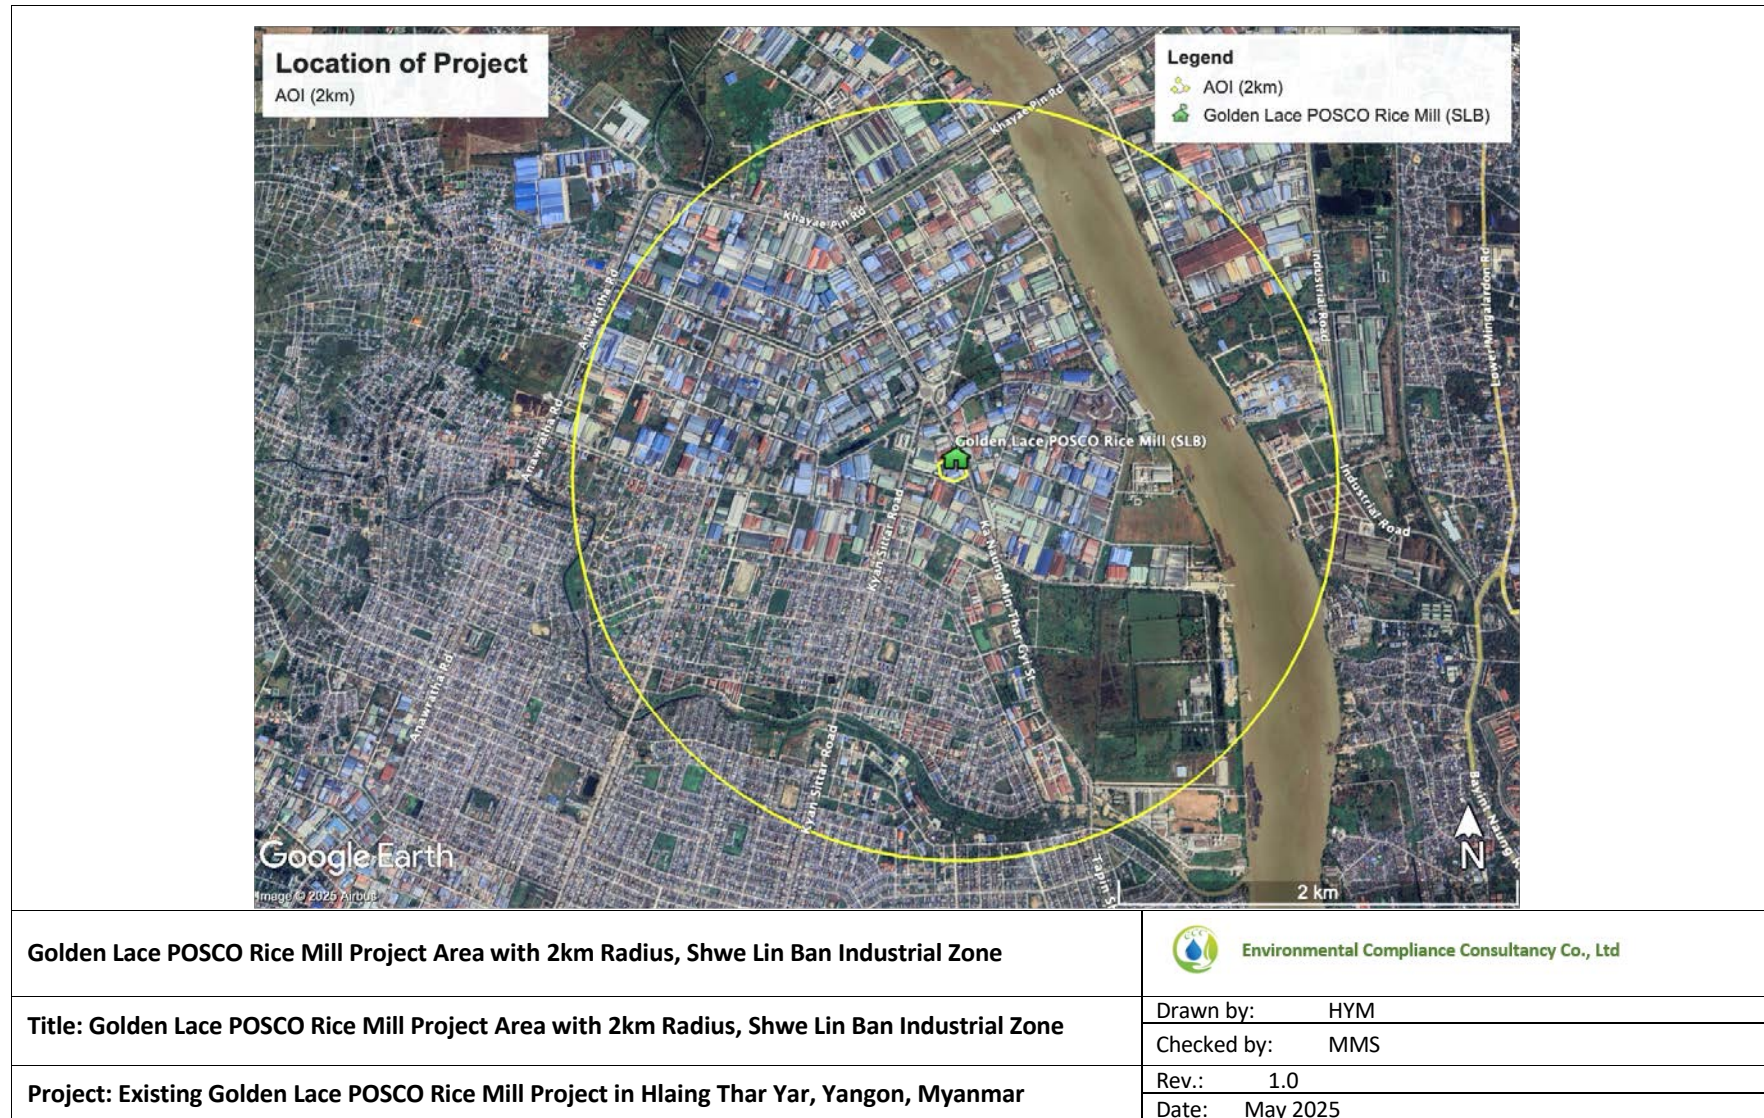 Location of Project
AOI (2km)
Legend
AOI (2km)
Golden Lace POSCO Rice Mill (SLB)
Khayae Pin Rd
Khayae Pin Rd
Anawratha Rd
Industrial Road
Lower Mingalardon Rd
Anawratha Rd
Golden Lace POSCO Rice Mill (SLB)
Industrial Road
Kyan Sittar Road
Ka Naung Min Thar Gyi St
Anawratha Rd
Kyan Sittar Road
Bayint Naung R
N
Google Earth
Image © 2025 Airbus
Tapin St
2 km
Golden Lace POSCO Rice Mill Project Area with 2km Radius, Shwe Lin Ban Industrial Zone
Environmental Compliance Consultancy Co., Ltd
Title: Golden Lace POSCO Rice Mill Project Area with 2km Radius, Shwe Lin Ban Industrial Zone
Drawn by: HYM
Checked by: MMS
Project: Existing Golden Lace POSCO Rice Mill Project in Hlaing Thar Yar, Yangon, Myanmar
Rev.: 1.0
Date: May 2025